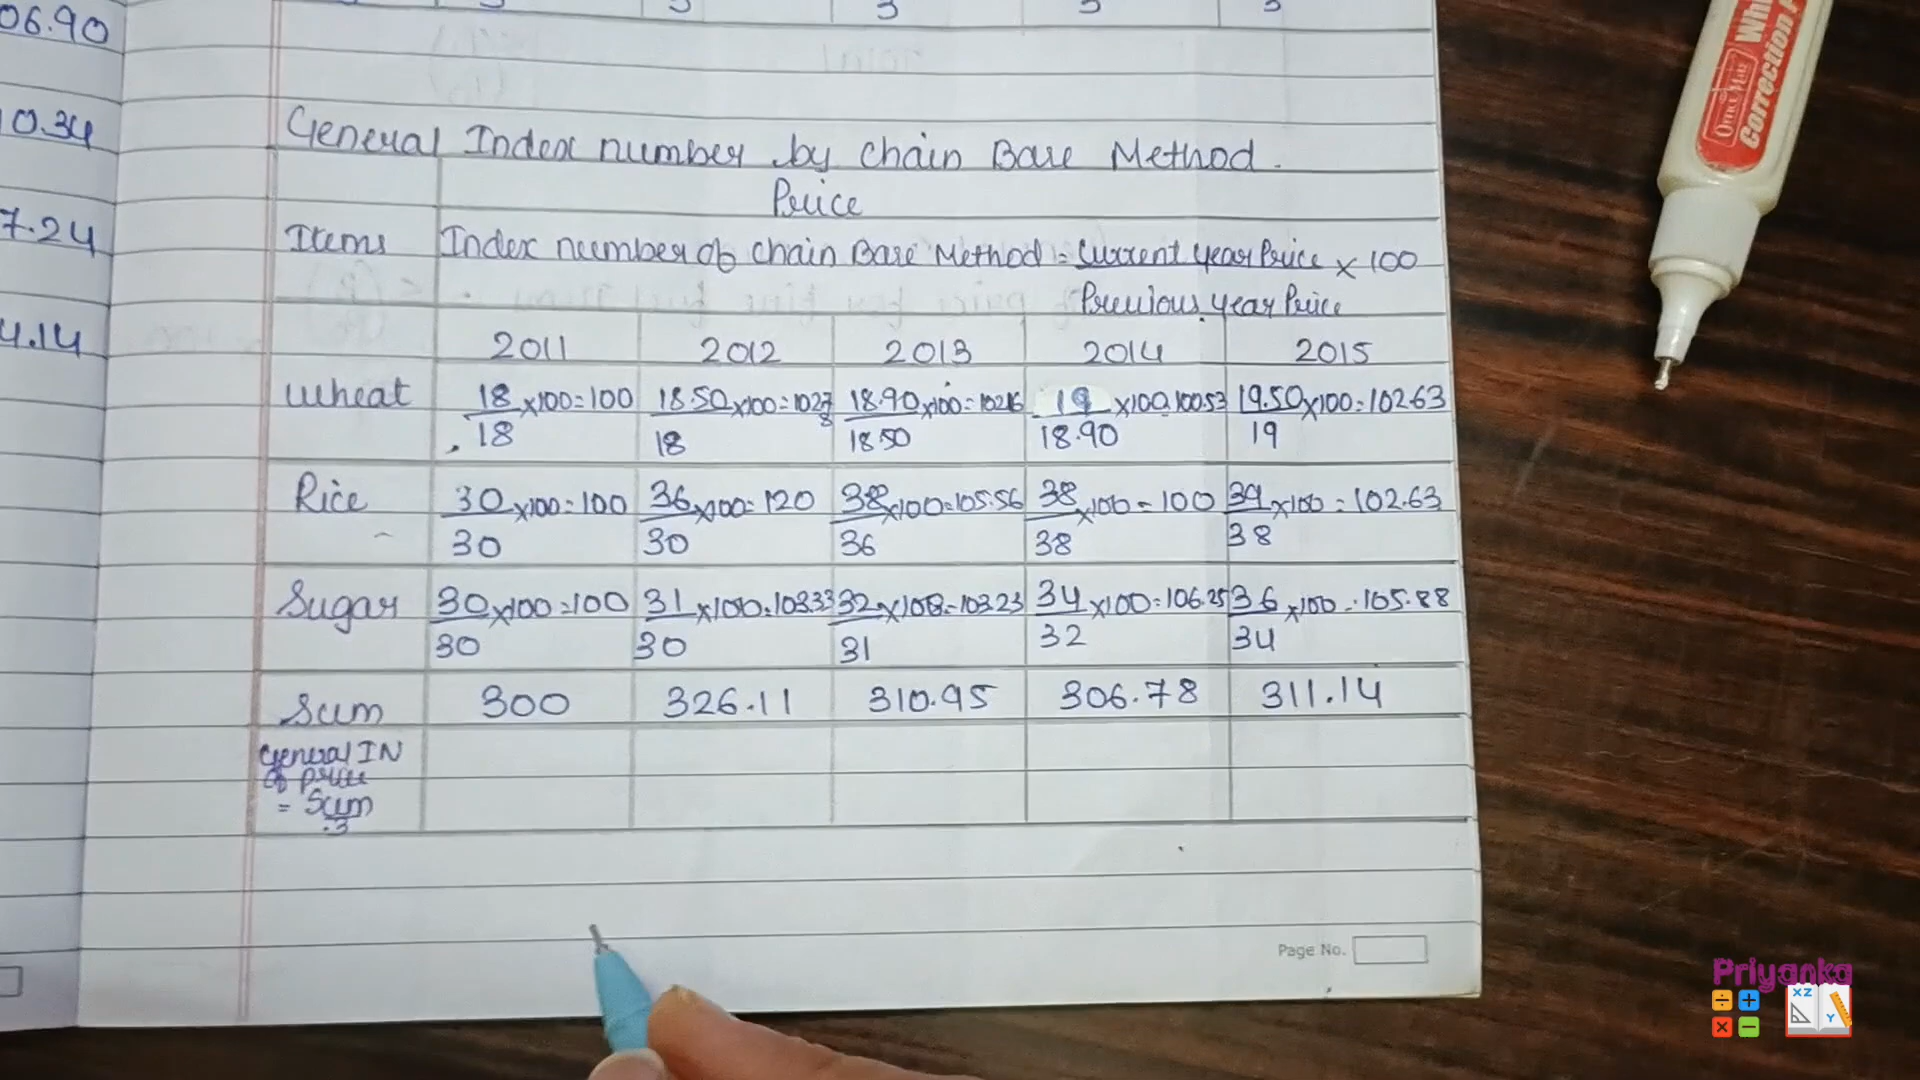 06.90
0.34
7.24
4.14
General Index number by chain Base Method.
Price
Items Index number of chain Base Method = Current year Price × 100
Previous year Price
2011 2012 2013 2014 2015
Wheat 18 ×100=100 18.50 ×100=102.78 18.90 ×100=102.16 19 ×100 100.53 19.50 ×100=102.63
18 18 18.50 18.90 19
Rice 30 ×100=100 36 ×100=120 38 ×100=105.56 38 ×100=100 39 ×100=102.63
30 30 36 38 38
Sugar 30 ×100=100 31 ×100=103.33 32 ×100=103.23 34 ×100=106.25 36 ×100=105.88
30 30 31 32 34
Sum 300 326.11 310.95 306.78 311.14
General IN
of price
= Sum
3
Page No.
Office Mate
Correction P
Priyanka
XZ
Y